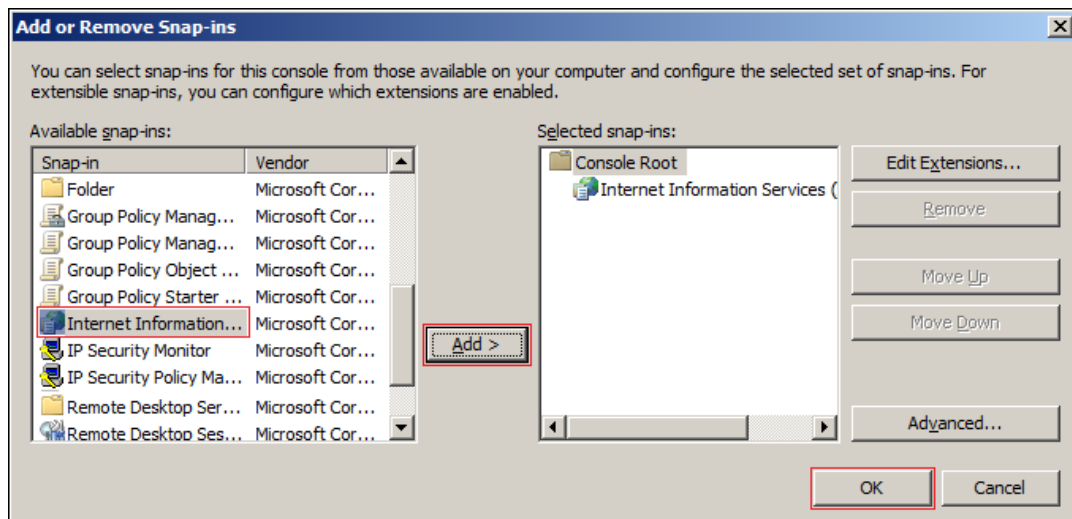 Add or Remove Snap-ins
You can select snap-ins for this console from those available on your computer and configure the selected set of snap-ins. For
extensible snap-ins, you can configure which extensions are enabled.
Available snap-ins:
Snap-in Vendor
Folder Microsoft Cor...
Group Policy Manag... Microsoft Cor...
Group Policy Manag... Microsoft Cor...
Group Policy Object ... Microsoft Cor...
Group Policy Starter ... Microsoft Cor...
Internet Information... Microsoft Cor...
IP Security Monitor Microsoft Cor...
IP Security Policy Ma... Microsoft Cor...
Remote Desktop Ser... Microsoft Cor...
Remote Desktop Ses... Microsoft Cor...
Add >
Selected snap-ins:
Console Root
Internet Information Services (
Edit Extensions...
Remove
Move Up
Move Down
Advanced...
OK
Cancel